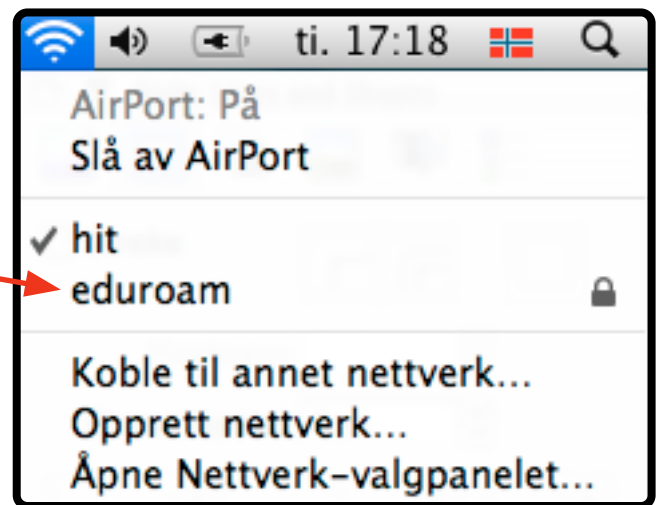 ti. 17:18
AirPort: På
Slå av AirPort
hit
eduroam
Koble til annet nettverk...
Opprett nettverk...
Åpne Nettverk-valgpanelet...